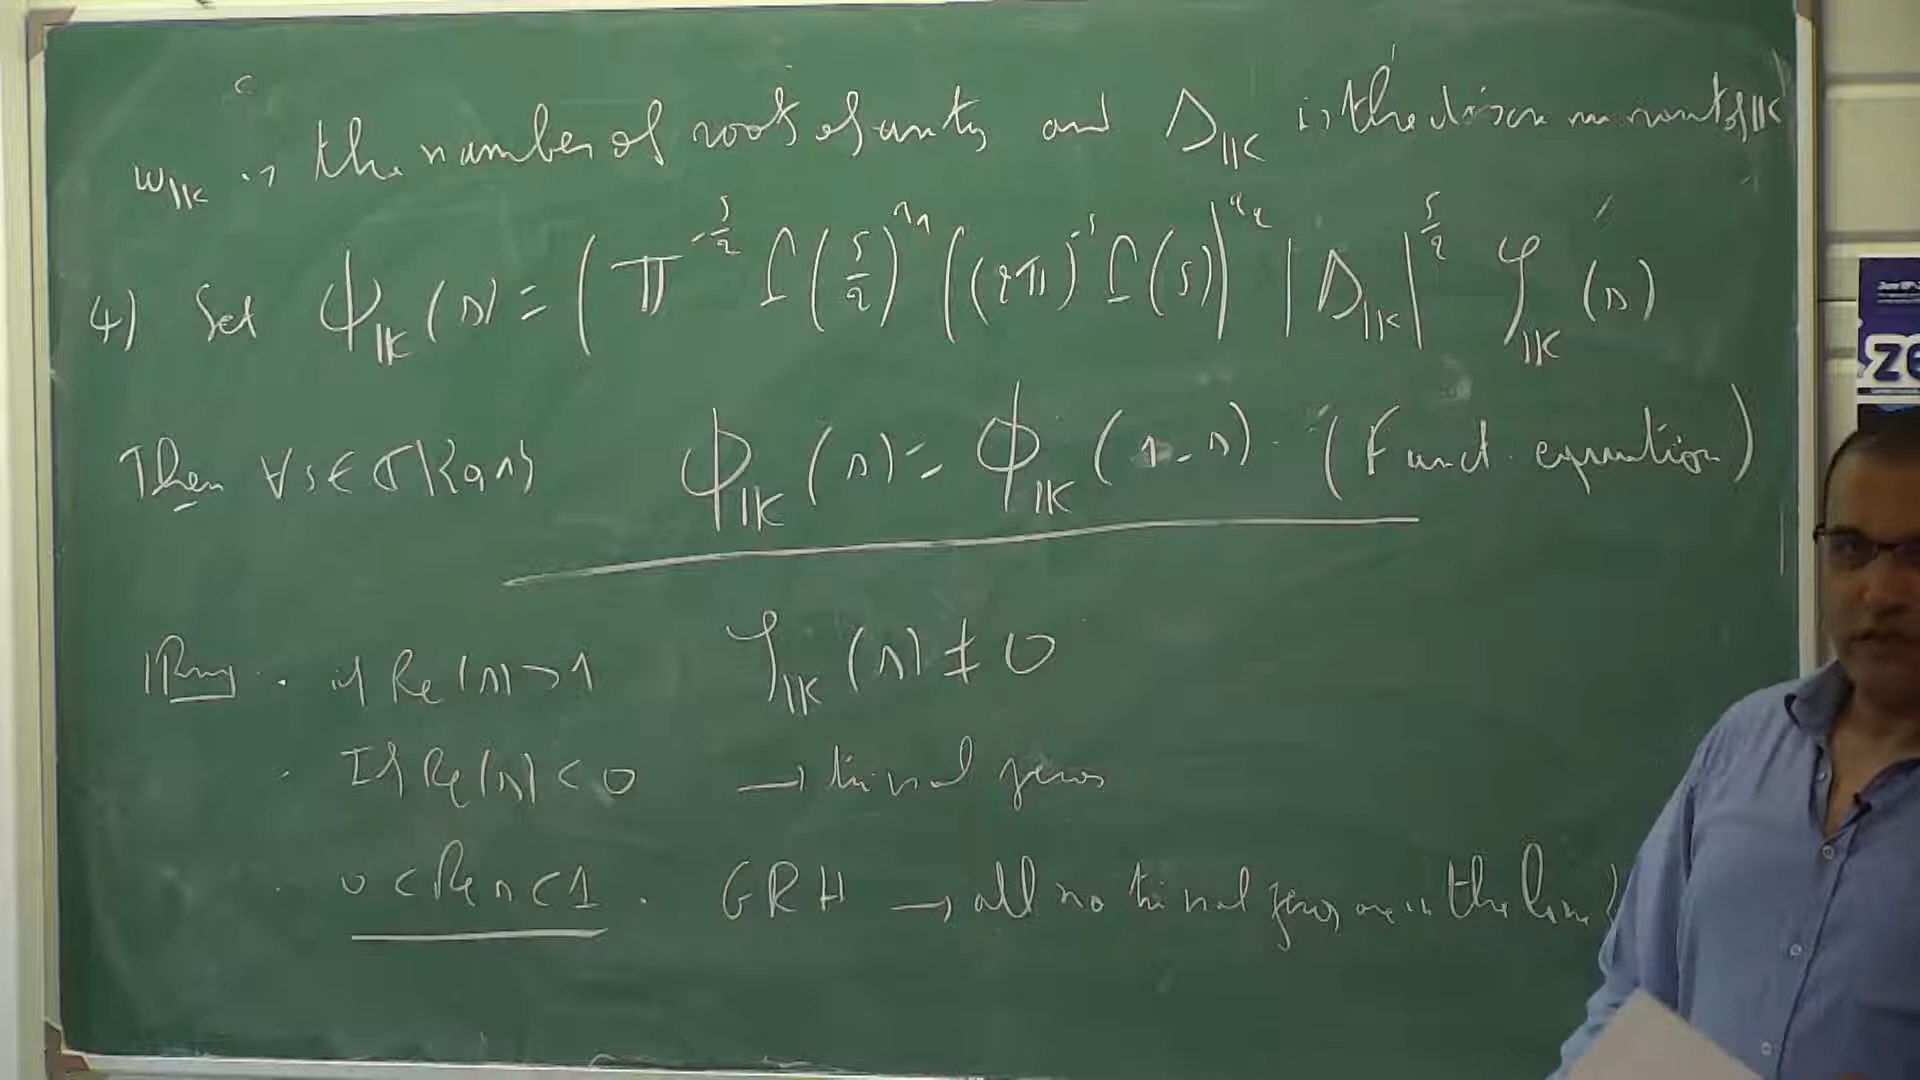 w_𝕂 is the number of roots of unity and Δ_𝕂 is the discriminant of 𝕂
4) Set ϕ_𝕂(s) = (π^{-s/2} Γ(s/2)^{r_1} ((2π)^{-s} Γ(s))^{r_2} |Δ_𝕂|^{s/2} ζ_𝕂(s)
Then ∀s∈ℂ\{0,1} ϕ_𝕂(s) = ϕ_𝕂(1-s). (Funct. equation)
Rmq . if Re(s)>1 ζ_𝕂(s) ≠ 0
. If Re(s)<0 → trivial zeros
. 0<Re s<1. GRH → all no trivial zeros are in the line
ze